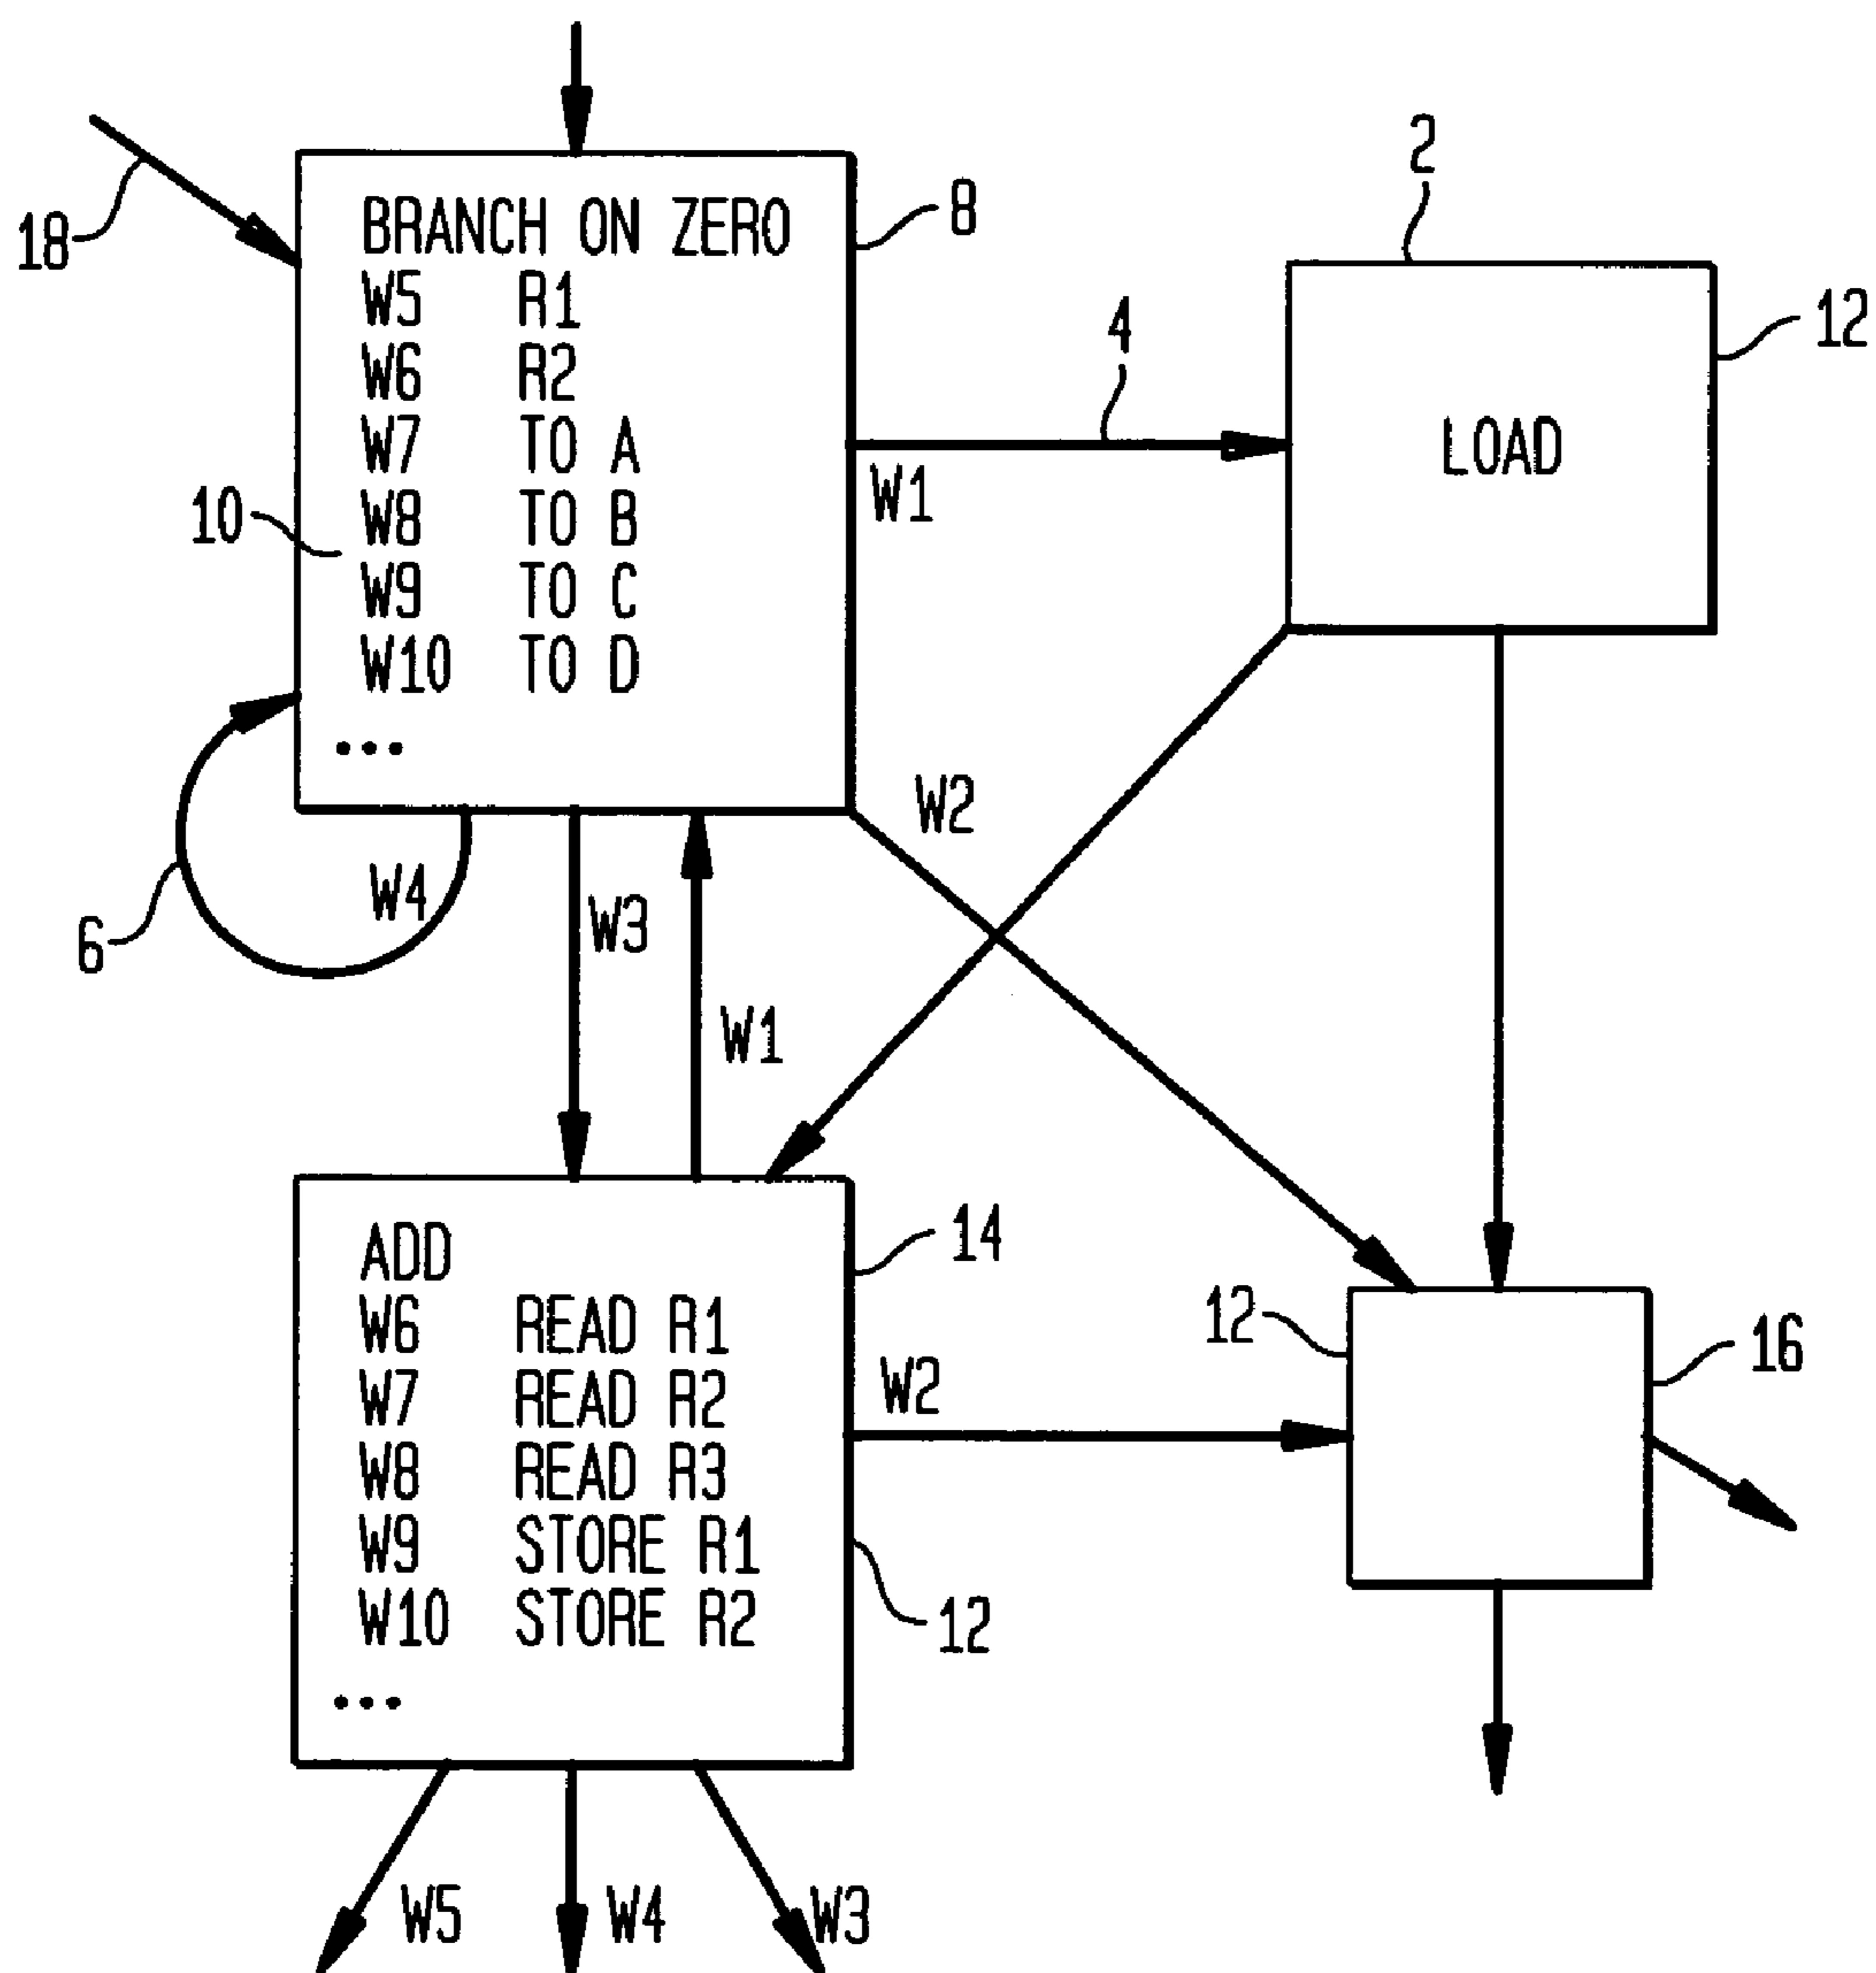 2
18
BRANCH ON ZERO
W5 R1
W6 R2
W7 TO A
W8 TO B
W9 TO C
W10 TO D
...
8
10
4
W1
LOAD
12
6
W4
W3
W1
W2
ADD
W6 READ R1
W7 READ R2
W8 READ R3
W9 STORE R1
W10 STORE R2
...
14
12
W2
12
16
W5
W4
W3